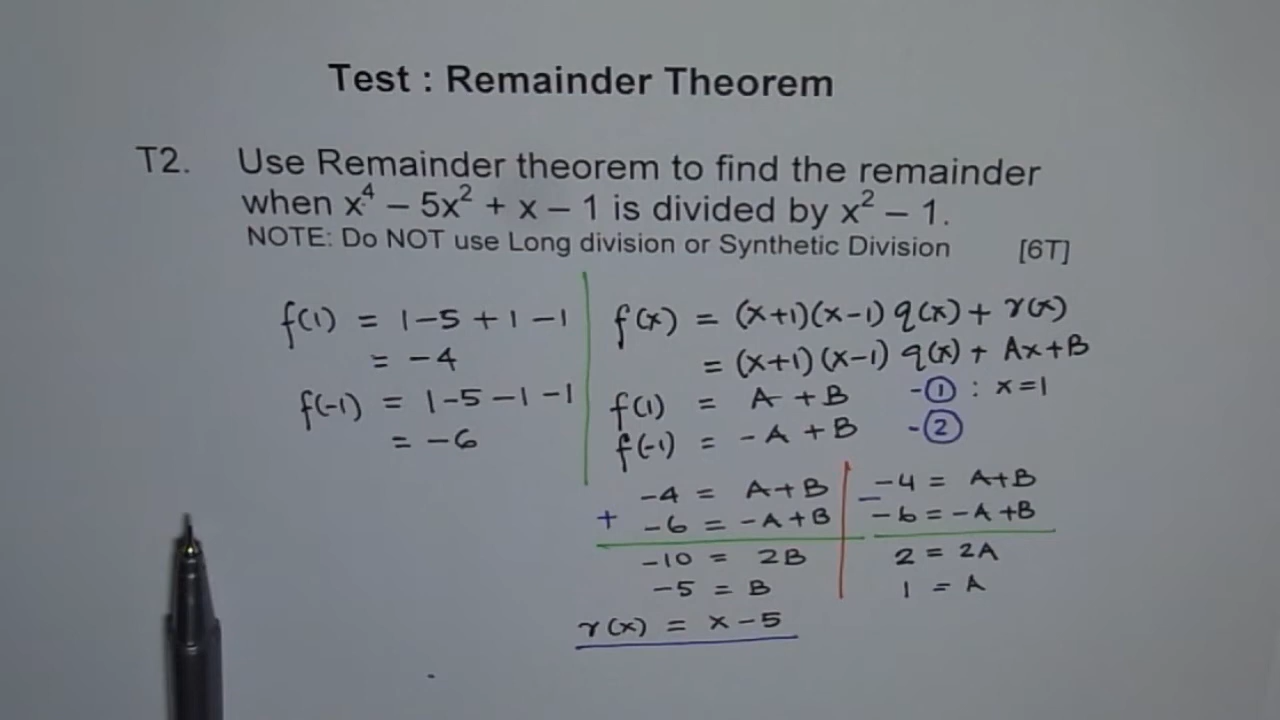 Test : Remainder Theorem
T2. Use Remainder theorem to find the remainder
when x⁴ – 5x² + x – 1 is divided by x² – 1.
NOTE: Do NOT use Long division or Synthetic Division [6T]
f(1) = 1-5+1-1
= -4
f(-1) = 1-5-1-1
= -6
f(x) = (x+1)(x-1) q(x) + r(x)
= (x+1)(x-1) q(x) + Ax+B
f(1) = A+B -① : x=1
f(-1) = -A+B -②
-4 = A+B
+ -6 = -A+B
-10 = 2B
-5 = B
-4 = A+B
- -6 = -A+B
2 = 2A
1 = A
r(x) = x-5